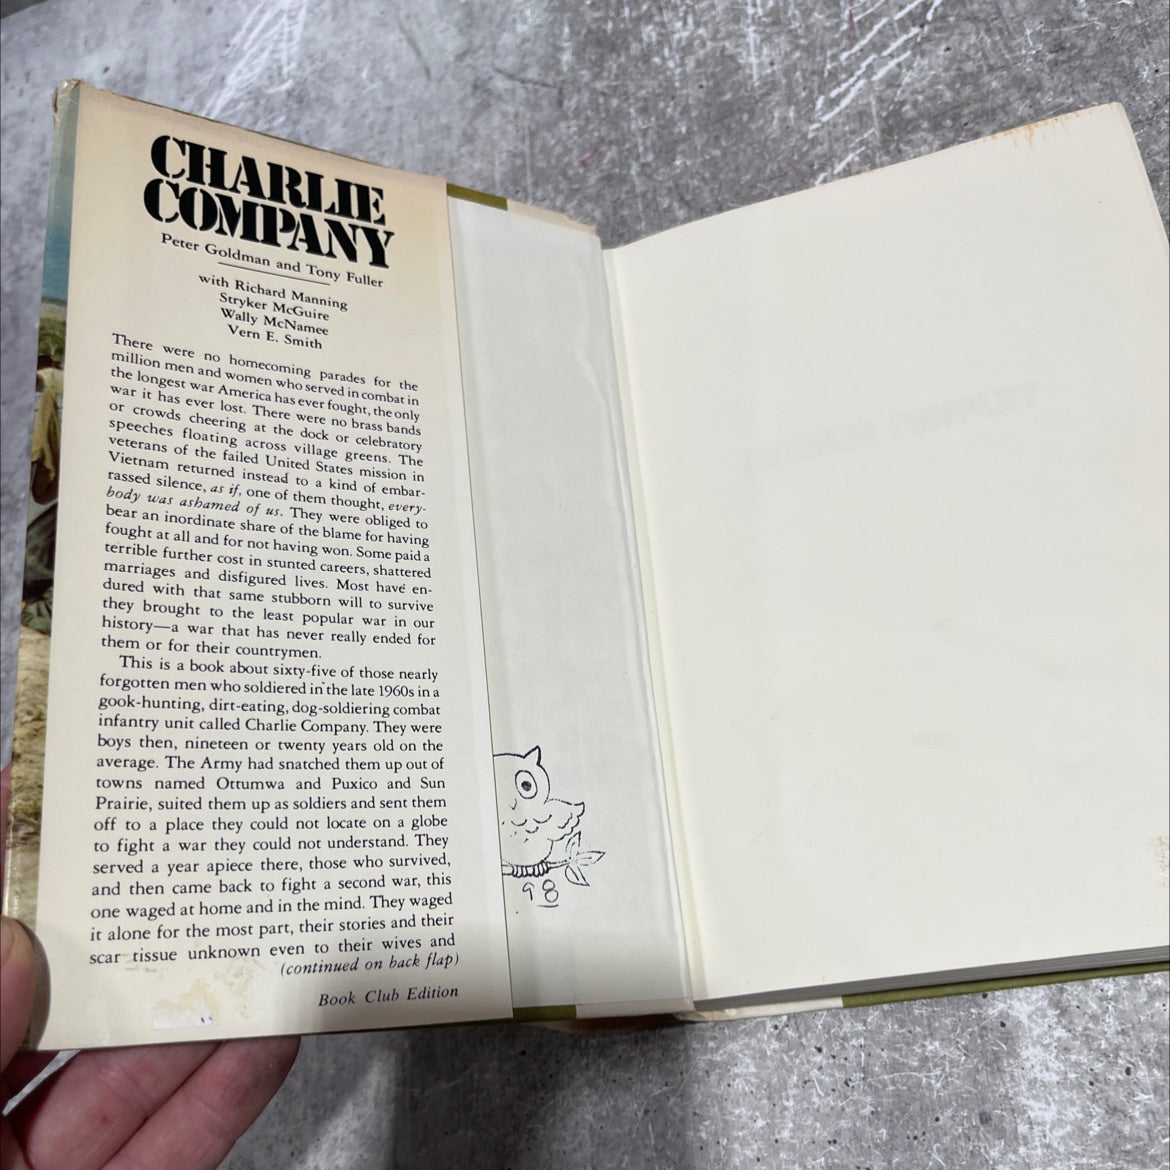 CHARLIE
COMPANY
Peter Goldman and Tony Fuller
with Richard Manning
Stryker McGuire
Wally McNamee
Vern E. Smith
There were no homecoming parades for the
million men and women who served in combat in
the longest war America has ever fought, the only
war it has ever lost. There were no brass bands
or crowds cheering at the dock or celebratory
speeches floating across village greens. The
veterans of the failed United States mission in
Vietnam returned instead to a kind of embar-
rassed silence, as if, one of them thought, every-
body was ashamed of us. They were obliged to
bear an inordinate share of the blame for having
fought at all and for not having won. Some paid a
terrible further cost in stunted careers, shattered
marriages and disfigured lives. Most have en-
dured with that same stubborn will to survive
they brought to the least popular war in our
history—a war that has never really ended for
them or for their countrymen.
This is a book about sixty-five of those nearly
forgotten men who soldiered in the late 1960s in a
gook-hunting, dirt-eating, dog-soldiering combat
infantry unit called Charlie Company. They were
boys then, nineteen or twenty years old on the
average. The Army had snatched them up out of
towns named Ottumwa and Puxico and Sun
Prairie, suited them up as soldiers and sent them
off to a place they could not locate on a globe
to fight a war they could not understand. They
served a year apiece there, those who survived,
and then came back to fight a second war, this
one waged at home and in the mind. They waged
it alone for the most part, their stories and their
scar tissue unknown even to their wives and
(continued on back flap)
Book Club Edition
98